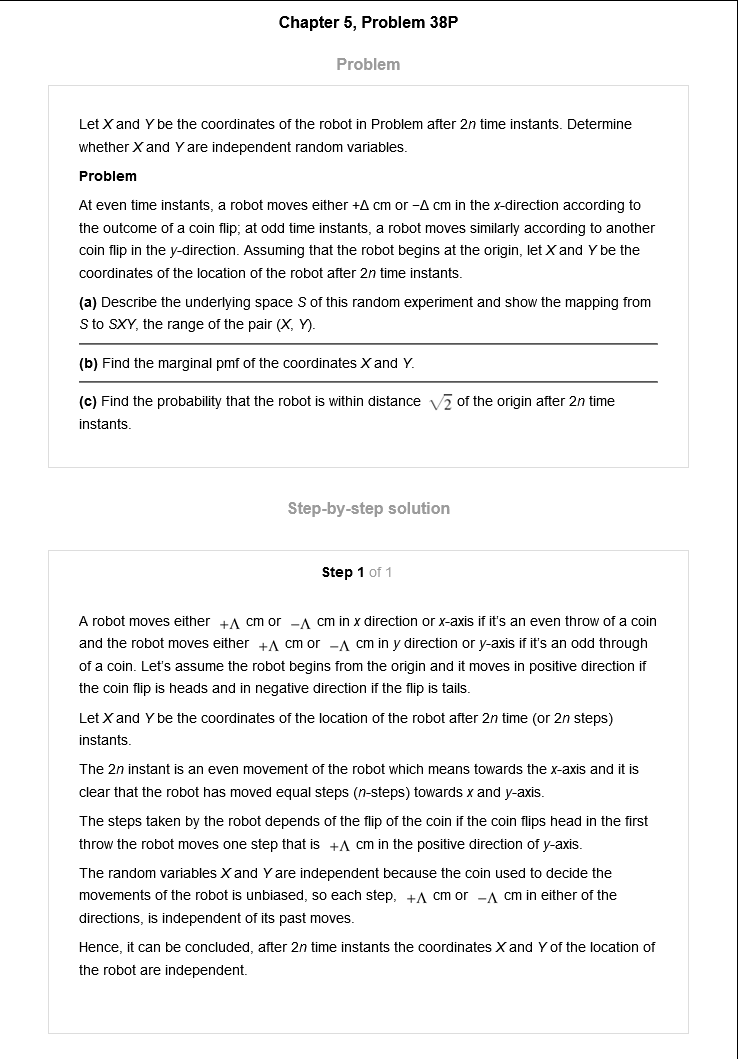 Chapter 5, Problem 38P
Problem
Let X and Y be the coordinates of the robot in Problem after 2n time instants. Determine
whether X and Y are independent random variables.
Problem
At even time instants, a robot moves either +Δ cm or −Δ cm in the x-direction according to
the outcome of a coin flip; at odd time instants, a robot moves similarly according to another
coin flip in the y-direction. Assuming that the robot begins at the origin, let X and Y be the
coordinates of the location of the robot after 2n time instants.
(a) Describe the underlying space S of this random experiment and show the mapping from
S to SXY, the range of the pair (X, Y).
(b) Find the marginal pmf of the coordinates X and Y.
(c) Find the probability that the robot is within distance √2 of the origin after 2n time
instants.
Step-by-step solution
Step 1 of 1
A robot moves either +Λ cm or −Λ cm in x direction or x-axis if it's an even throw of a coin
and the robot moves either +Λ cm or −Λ cm in y direction or y-axis if it's an odd through
of a coin. Let's assume the robot begins from the origin and it moves in positive direction if
the coin flip is heads and in negative direction if the flip is tails.
Let X and Y be the coordinates of the location of the robot after 2n time (or 2n steps)
instants.
The 2n instant is an even movement of the robot which means towards the x-axis and it is
clear that the robot has moved equal steps (n-steps) towards x and y-axis.
The steps taken by the robot depends of the flip of the coin if the coin flips head in the first
throw the robot moves one step that is +Λ cm in the positive direction of y-axis.
The random variables X and Y are independent because the coin used to decide the
movements of the robot is unbiased, so each step, +Λ cm or −Λ cm in either of the
directions, is independent of its past moves.
Hence, it can be concluded, after 2n time instants the coordinates X and Y of the location of
the robot are independent.